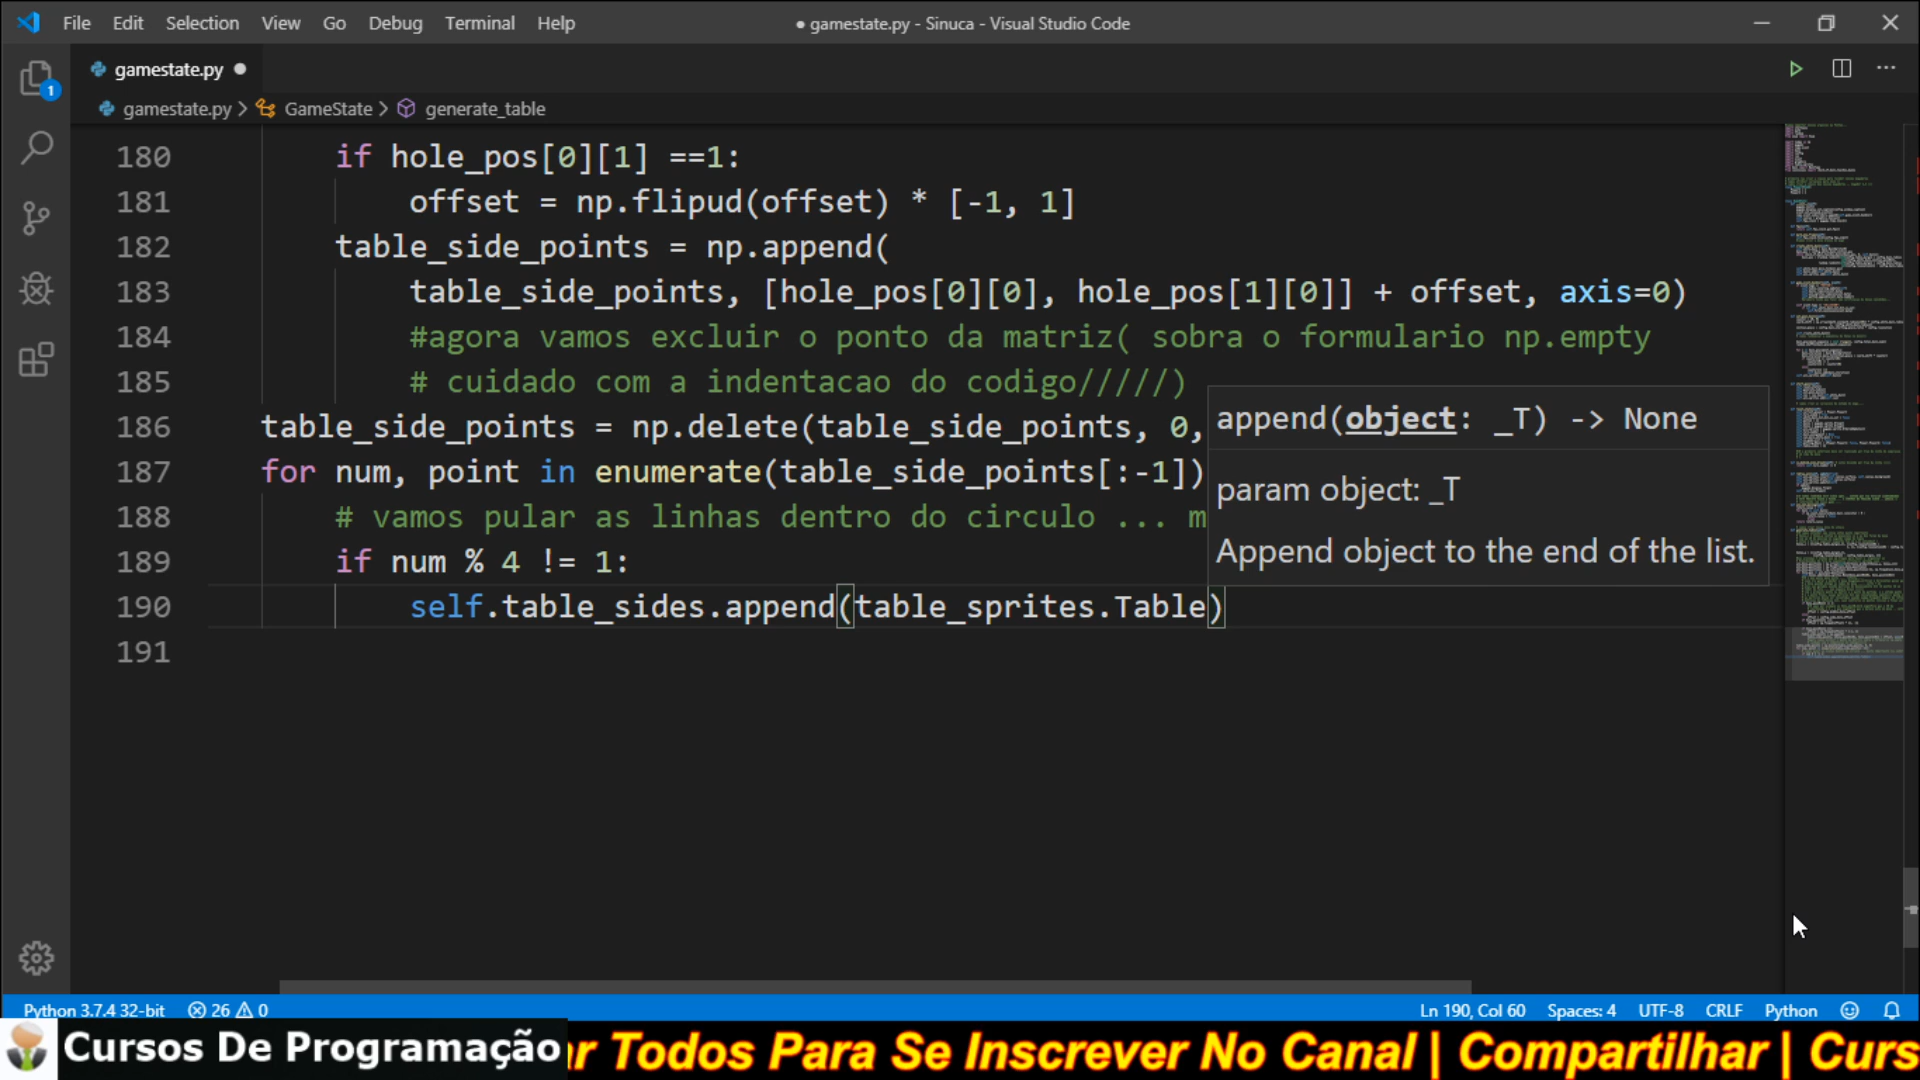 File Edit Selection View Go Debug Terminal Help
● gamestate.py - Sinuca - Visual Studio Code
gamestate.py ●
gamestate.py > GameState > generate_table
1
180 if hole_pos[0][1] ==1:
181 offset = np.flipud(offset) * [-1, 1]
182 table_side_points = np.append(
183 table_side_points, [hole_pos[0][0], hole_pos[1][0]] + offset, axis=0)
184 #agora vamos excluir o ponto da matriz( sobra o formulario np.empty
185 # cuidado com a indentacao do codigo/////)
186 table_side_points = np.delete(table_side_points, 0,
187 for num, point in enumerate(table_side_points[:-1])
188 # vamos pular as linhas dentro do circulo ... m
189 if num % 4 != 1:
190 self.table_sides.append(table_sprites.Table)
191
append(object: _T) -> None
param object: _T
Append object to the end of the list.
Python 3.7.4 32-bit 26 0
Ln 190, Col 60 Spaces: 4 UTF-8 CRLF Python
Cursos De Programação
ar Todos Para Se Inscrever No Canal | Compartilhar | Curs